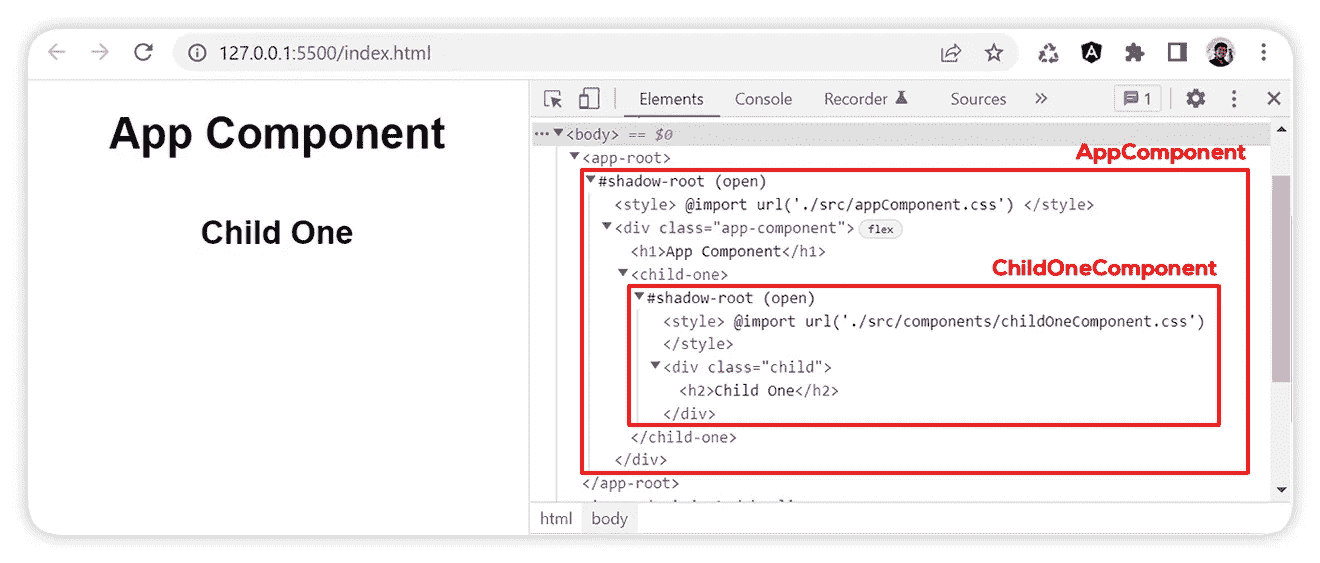 127.0.0.1:5500/index.html
App Component
Child One
Elements Console Recorder Sources » 1
••• ▼<body> == $0
▼<app-root>
AppComponent
▼#shadow-root (open)
<style> @import url('./src/appComponent.css') </style>
▼<div class="app-component"> flex
<h1>App Component</h1>
▼<child-one>
ChildOneComponent
▼#shadow-root (open)
<style> @import url('./src/components/childOneComponent.css')
</style>
▼<div class="child">
<h2>Child One</h2>
</div>
</child-one>
</div>
</app-root>
html body